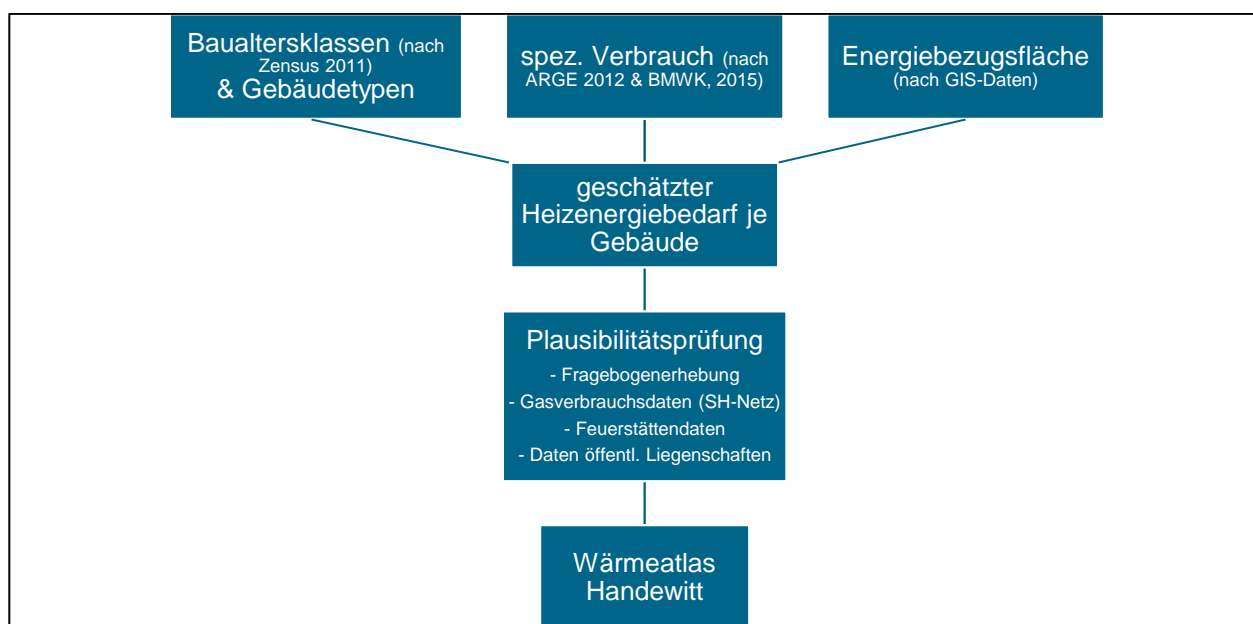 Baualtersklassen (nach
Zensus 2011)
& Gebäudetypen
spez. Verbrauch (nach
ARGE 2012 & BMWK, 2015)
Energiebezugsfläche
(nach GIS-Daten)
geschätzter
Heizenergiebedarf je
Gebäude
Plausibilitätsprüfung
- Fragebogenerhebung
- Gasverbrauchsdaten (SH-Netz)
- Feuerstättendaten
- Daten öffentl. Liegenschaften
Wärmeatlas
Handewitt